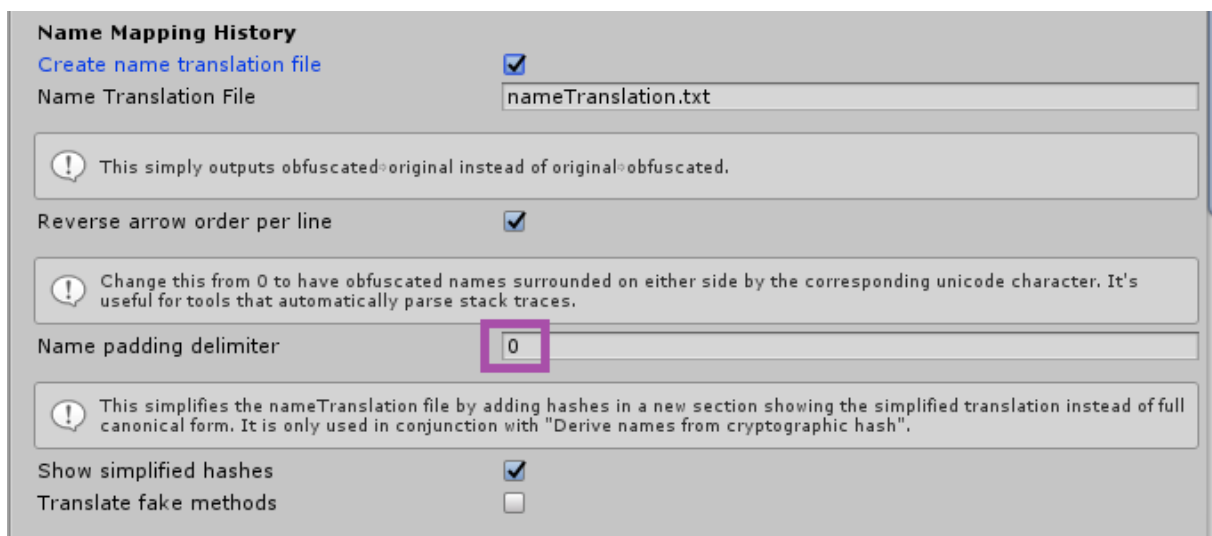 Name Mapping History
Create name translation file
Name Translation File
nameTranslation.txt
This simply outputs obfuscated⇨original instead of original⇨obfuscated.
Reverse arrow order per line
Change this from 0 to have obfuscated names surrounded on either side by the corresponding unicode character. It's
useful for tools that automatically parse stack traces.
Name padding delimiter
0
This simplifies the nameTranslation file by adding hashes in a new section showing the simplified translation instead of full
canonical form. It is only used in conjunction with "Derive names from cryptographic hash".
Show simplified hashes
Translate fake methods